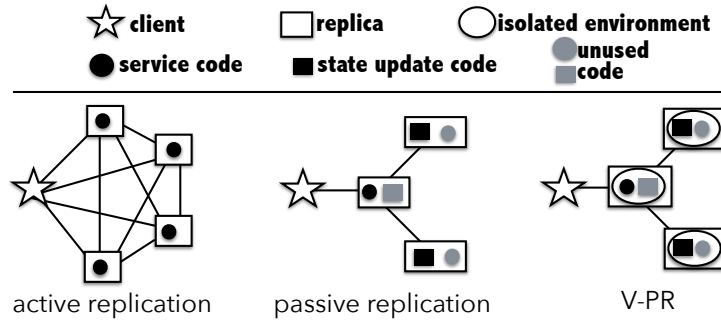 client replica isolated environment
service code state update code unused code
active replication passive replication V-PR